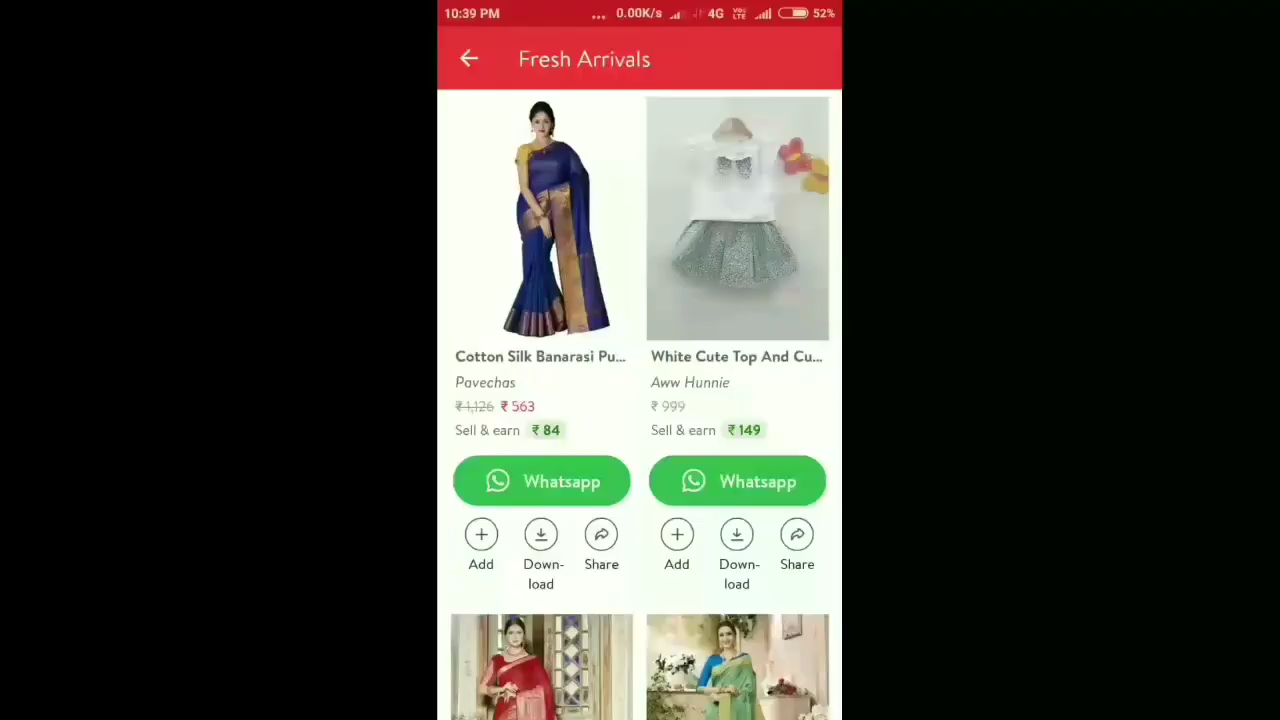 10:39 PM ... 0.00K/s 4G VoLTE 52%
Fresh Arrivals
Cotton Silk Banarasi Pu...
Pavechas
₹ 1,126 ₹ 563
Sell & earn ₹ 84
Whatsapp
Add
Down-
load
Share
White Cute Top And Cu...
Aww Hunnie
₹ 999
Sell & earn ₹ 149
Whatsapp
Add
Down-
load
Share